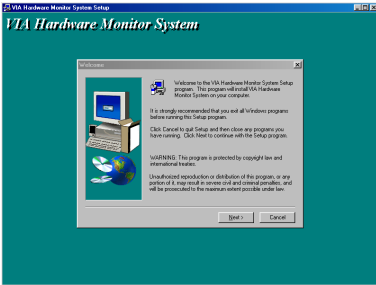 VIA Hardware Monitor System Setup
VIA Hardware Monitor System
Welcome
Welcome to the VIA Hardware Monitor System Setup
program. This program will install VIA Hardware
Monitor System on your computer.
It is strongly recommended that you exit all Windows programs
before running this Setup program.
Click Cancel to quit Setup and then close any programs you
have running. Click Next to continue with the Setup program.
WARNING: This program is protected by copyright law and
international treaties.
Unauthorized reproduction or distribution of this program, or any
portion of it, may result in severe civil and criminal penalties, and
will be prosecuted to the maximum extent possible under law.
Next >
Cancel